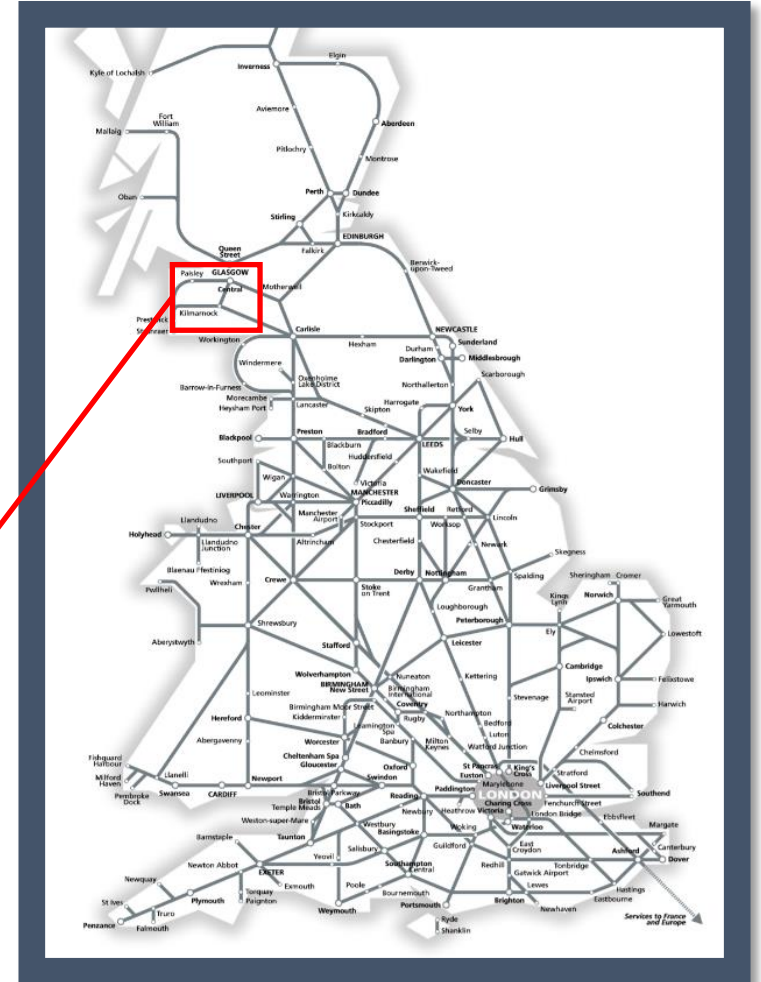 Elgin
Inverness
Kyle of Lochalsh
Aviemore
Fort
William
Aberdeen
Mallaig
Pitlochry
Montrose
Perth
Dundee
Oban
Stirling
Kirkcaldy
EDINBURGH
Queen
Street
Falkirk
Berwick-
upon-Tweed
Paisley
GLASGOW
Central
Motherwell
Kilmarnock
Carlisle
NEWCASTLE
Workington
Hexham
Sunderland
Durham
Darlington
Middlesbrough
Windermere
Scarborough
Oxenholme
Lake District
Barrow-in-Furness
Northallerton
Morecambe
Heysham Port
Lancaster
Harrogate
York
Skipton
Blackpool
Preston
Bradford
Selby
Hull
Blackburn
LEEDS
Southport
Huddersfield
Bolton
Wakefield
Wigan
Victoria
Doncaster
MANCHESTER
Piccadilly
Grimsby
LIVERPOOL
Warrington
Manchester
Airport
Sheffield
Retford
Lincoln
Llandudno
Stockport
Worksop
Holyhead
Chester
Llandudno
Junction
Altrincham
Chesterfield
Newark
Skegness
Blaenau Ffestiniog
Derby
Nottingham
Wrexham
Crewe
Stoke
on Trent
Grantham
Spalding
Sheringham
Cromer
Pwllheli
Kings
Lynn
Norwich
Great
Yarmouth
Loughborough
Shrewsbury
Peterborough
Ely
Lowestoft
Aberystwyth
Stafford
Leicester
Cambridge
Wolverhampton
Nuneaton
Kettering
Ipswich
Felixstowe
BIRMINGHAM
New Street
Birmingham
International
Leominster
Stevenage
Stansted
Airport
Harwich
Birmingham Moor Street
Coventry
Kidderminster
Rugby
Northampton
Hereford
Bedford
Colchester
Leamington
Spa
Luton
Abergavenny
Worcester
Banbury
Milton
Keynes
Watford Junction
Chelmsford
Cheltenham Spa
Gloucester
Oxford
St Pancras
King's
Cross
Euston
Stratford
Fishguard
Harbour
Llanelli
Newport
Swindon
Marylebone
Liverpool Street
Milford
Haven
Pembroke
Dock
Swansea
CARDIFF
Bristol Parkway
Reading
Paddington
LONDON
Southend
Bristol
Temple Meads
Bath
Newbury
Heathrow
Victoria
Charing Cross
Fenchurch Street
London Bridge
Ebbsfleet
Weston-super-Mare
Westbury
Basingstoke
Woking
Waterloo
Margate
Barnstaple
Taunton
Guildford
East
Croydon
Canterbury
Ashford
Dover
Yeovil
Salisbury
Newton Abbot
Southampton
Central
Redhill
Tonbridge
Gatwick Airport
EXETER
Newquay
Exmouth
Poole
Lewes
Hastings
Torquay
Paignton
Bournemouth
Eastbourne
St Ives
Plymouth
Weymouth
Portsmouth
Brighton
Newhaven
Truro
Penzance
Falmouth
Ryde
Shanklin
Services to France
and Europe